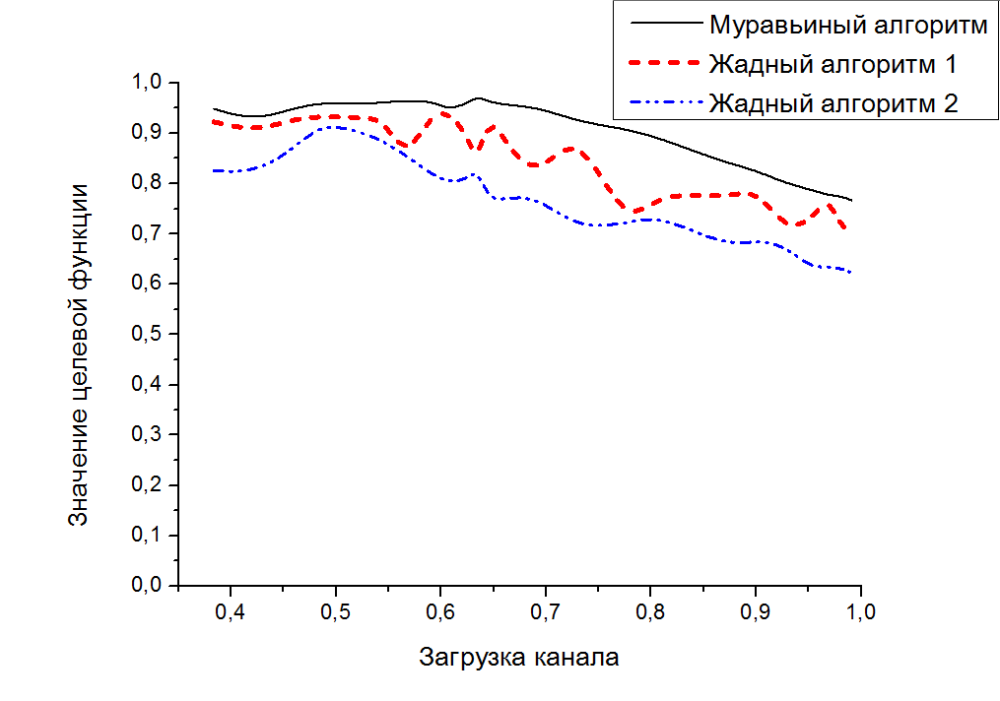 Муравьиный алгоритм
Жадный алгоритм 1
Жадный алгоритм 2
1,0
0,9
0,8
0,7
0,6
0,5
0,4
0,3
0,2
0,1
0,0
Значение целевой функции
0,4 0,5 0,6 0,7 0,8 0,9 1,0
Загрузка канала